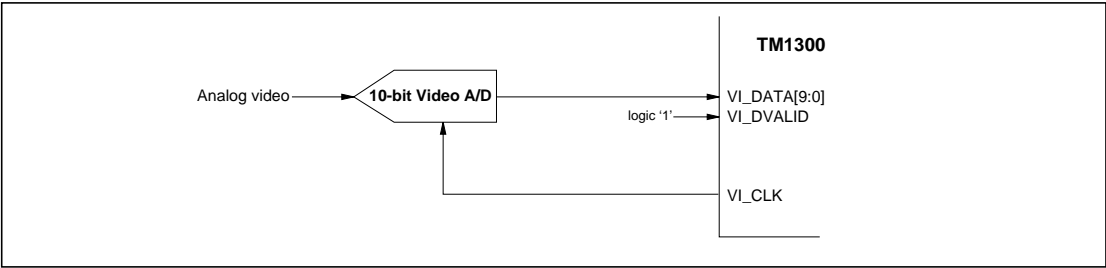 TM1300
Analog video
10-bit Video A/D
VI_DATA[9:0]
logic ‘1’
VI_DVALID
VI_CLK